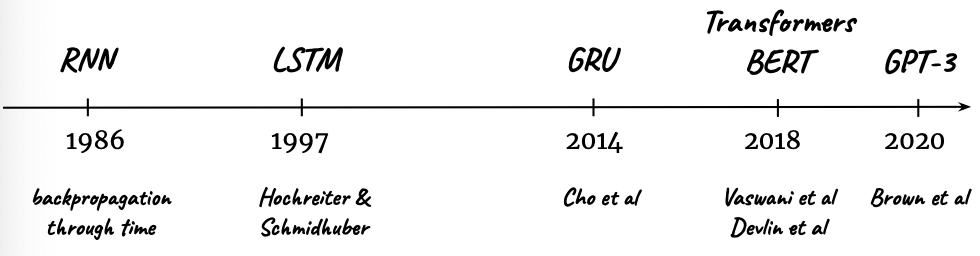 Transformers
RNN LSTM GRU BERT GPT-3
1986 1997 2014 2018 2020
backpropagation Hochreiter & Cho et al Vaswani et al Brown et al
through time Schmidhuber Devlin et al